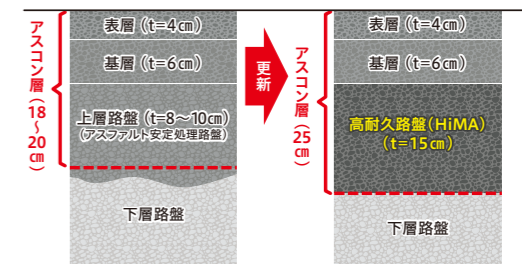 アスコン層（18〜20㎝）
表層（t=4㎝）
基層（t=6㎝）
上層路盤（t=8〜10㎝）
（アスファルト安定処理路盤）
下層路盤
更新
アスコン層（25㎝）
表層（t=4㎝）
基層（t=6㎝）
高耐久路盤（HiMA）
（t=15㎝）
下層路盤